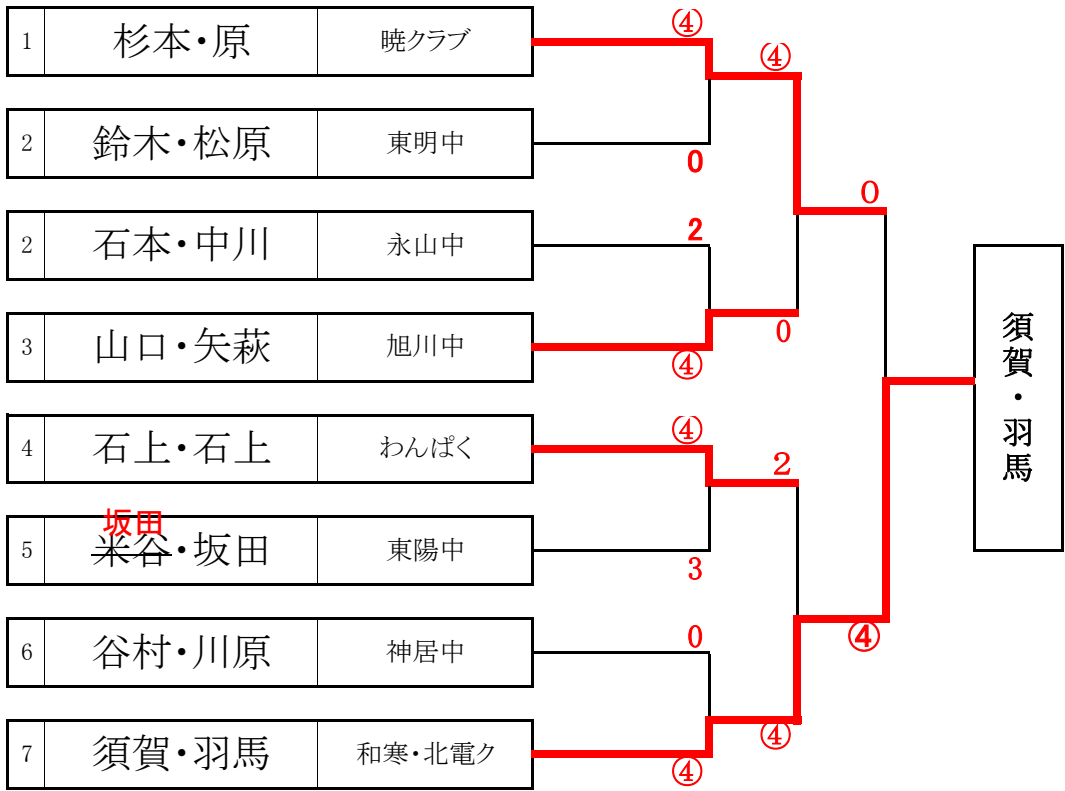 1 杉本・原 暁クラブ
④
④
2 鈴木・松原 東明中
0
0
2 石本・中川 永山中
2
0
3 山口・矢萩 旭川中
④
須賀・羽馬
4 石上・石上 わんぱく
④
2
坂田
5 米谷・坂田 東陽中
3
6 谷村・川原 神居中
0
④
④
7 須賀・羽馬 和寒・北電ク
④